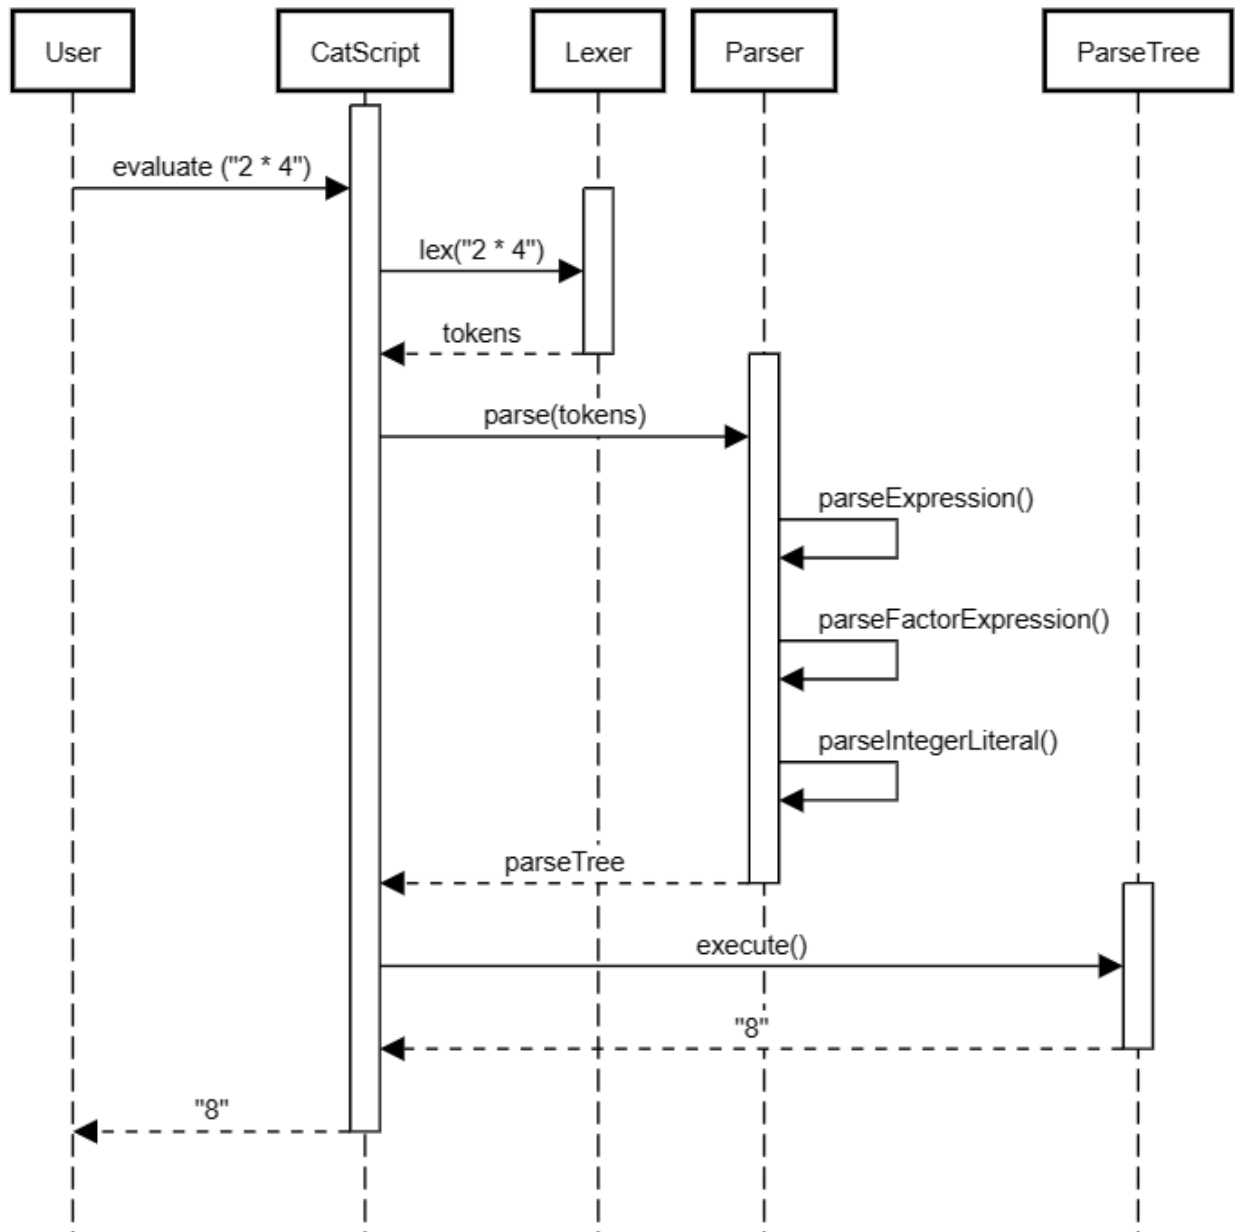 User
CatScript
Lexer
Parser
ParseTree
evaluate ("2 * 4")
lex("2 * 4")
tokens
parse(tokens)
parseExpression()
parseFactorExpression()
parseIntegerLiteral()
parseTree
execute()
"8"
"8"